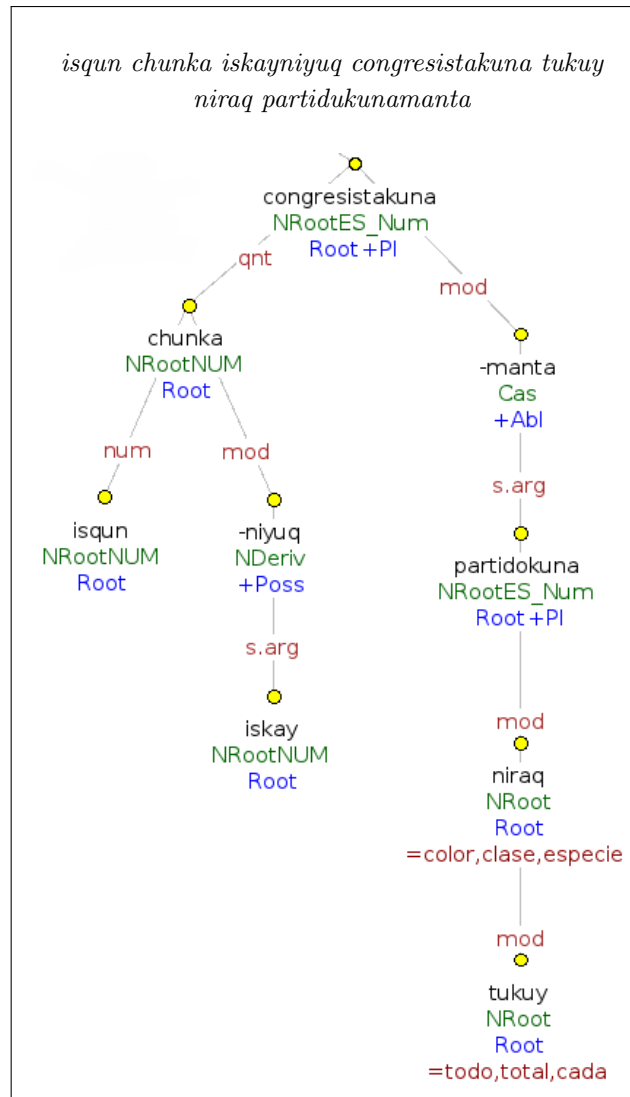 isqun chunka iskayniyuq congresistakuna tukuy
niraq partidukunamanta
congresistakuna
NRootES_Num
Root+Pl
qnt
mod
chunka
NRootNUM
Root
-manta
Cas
+Abl
num
mod
s.arg
isqun
NRootNUM
Root
-niyuq
NDeriv
+Poss
partidokuna
NRootES_Num
Root+Pl
s.arg
iskay
NRootNUM
Root
mod
niraq
NRoot
Root
=color,clase,especie
mod
tukuy
NRoot
Root
=todo,total,cada